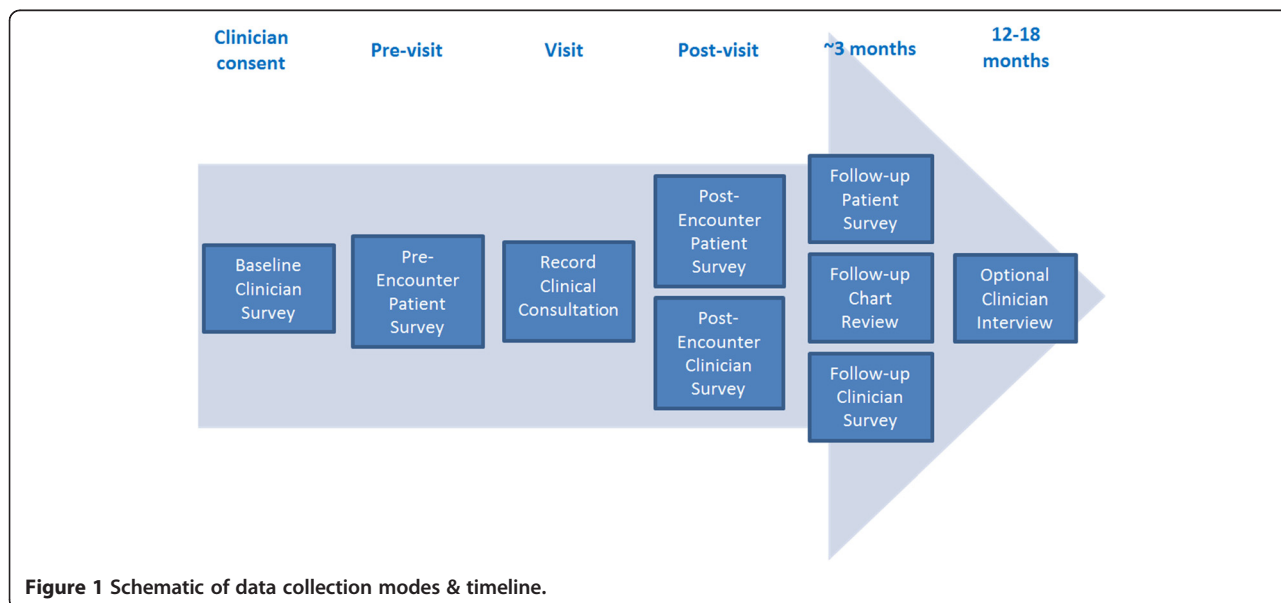 Clinician
consent
Pre-visit
Visit
Post-visit
~3 months
12-18
months
Baseline
Clinician
Survey
Pre-
Encounter
Patient
Survey
Record
Clinical
Consultation
Post-
Encounter
Patient
Survey
Post-
Encounter
Clinician
Survey
Follow-up
Patient
Survey
Follow-up
Chart
Review
Follow-up
Clinician
Survey
Optional
Clinician
Interview
Figure 1 Schematic of data collection modes & timeline.